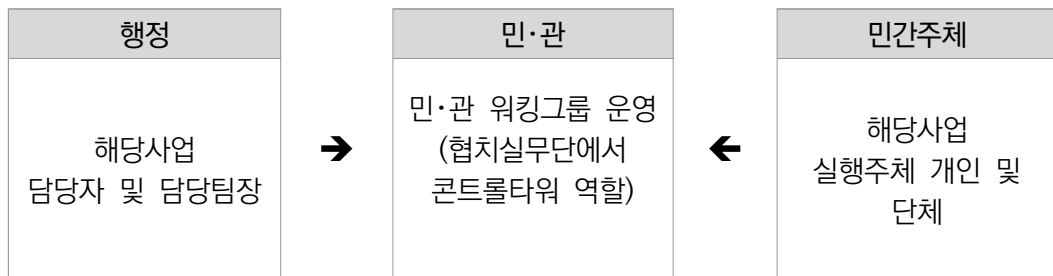 행정
해당사업
담당자 및 담당팀장
➔
민·관
민·관 워킹그룹 운영
(협치실무단에서
콘트롤타워 역할)
←
민간주체
해당사업
실행주체 개인 및
단체